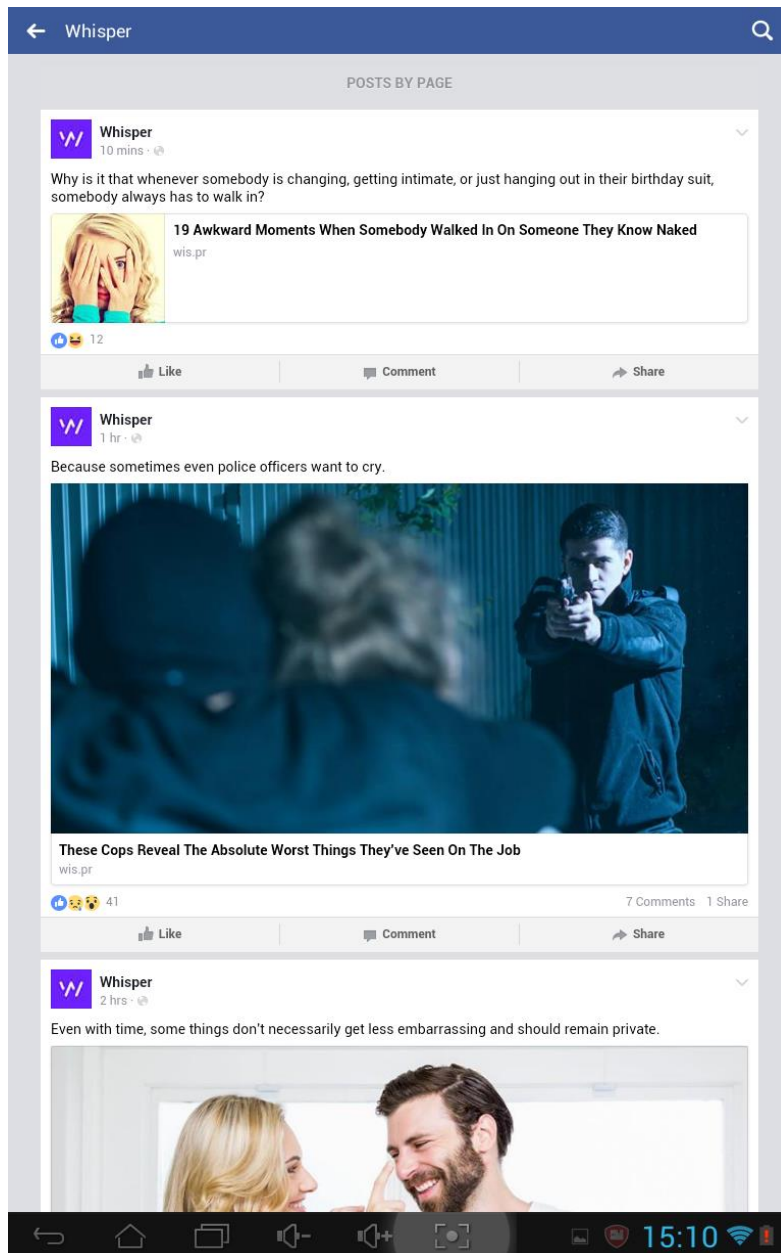 Whisper
POSTS BY PAGE
Whisper
10 mins ·
Why is it that whenever somebody is changing, getting intimate, or just hanging out in their birthday suit,
somebody always has to walk in?
19 Awkward Moments When Somebody Walked In On Someone They Know Naked
wis.pr
12
Like Comment Share
Whisper
1 hr ·
Because sometimes even police officers want to cry.
These Cops Reveal The Absolute Worst Things They've Seen On The Job
wis.pr
41 7 Comments 1 Share
Like Comment Share
Whisper
2 hrs ·
Even with time, some things don't necessarily get less embarrassing and should remain private.
15:10